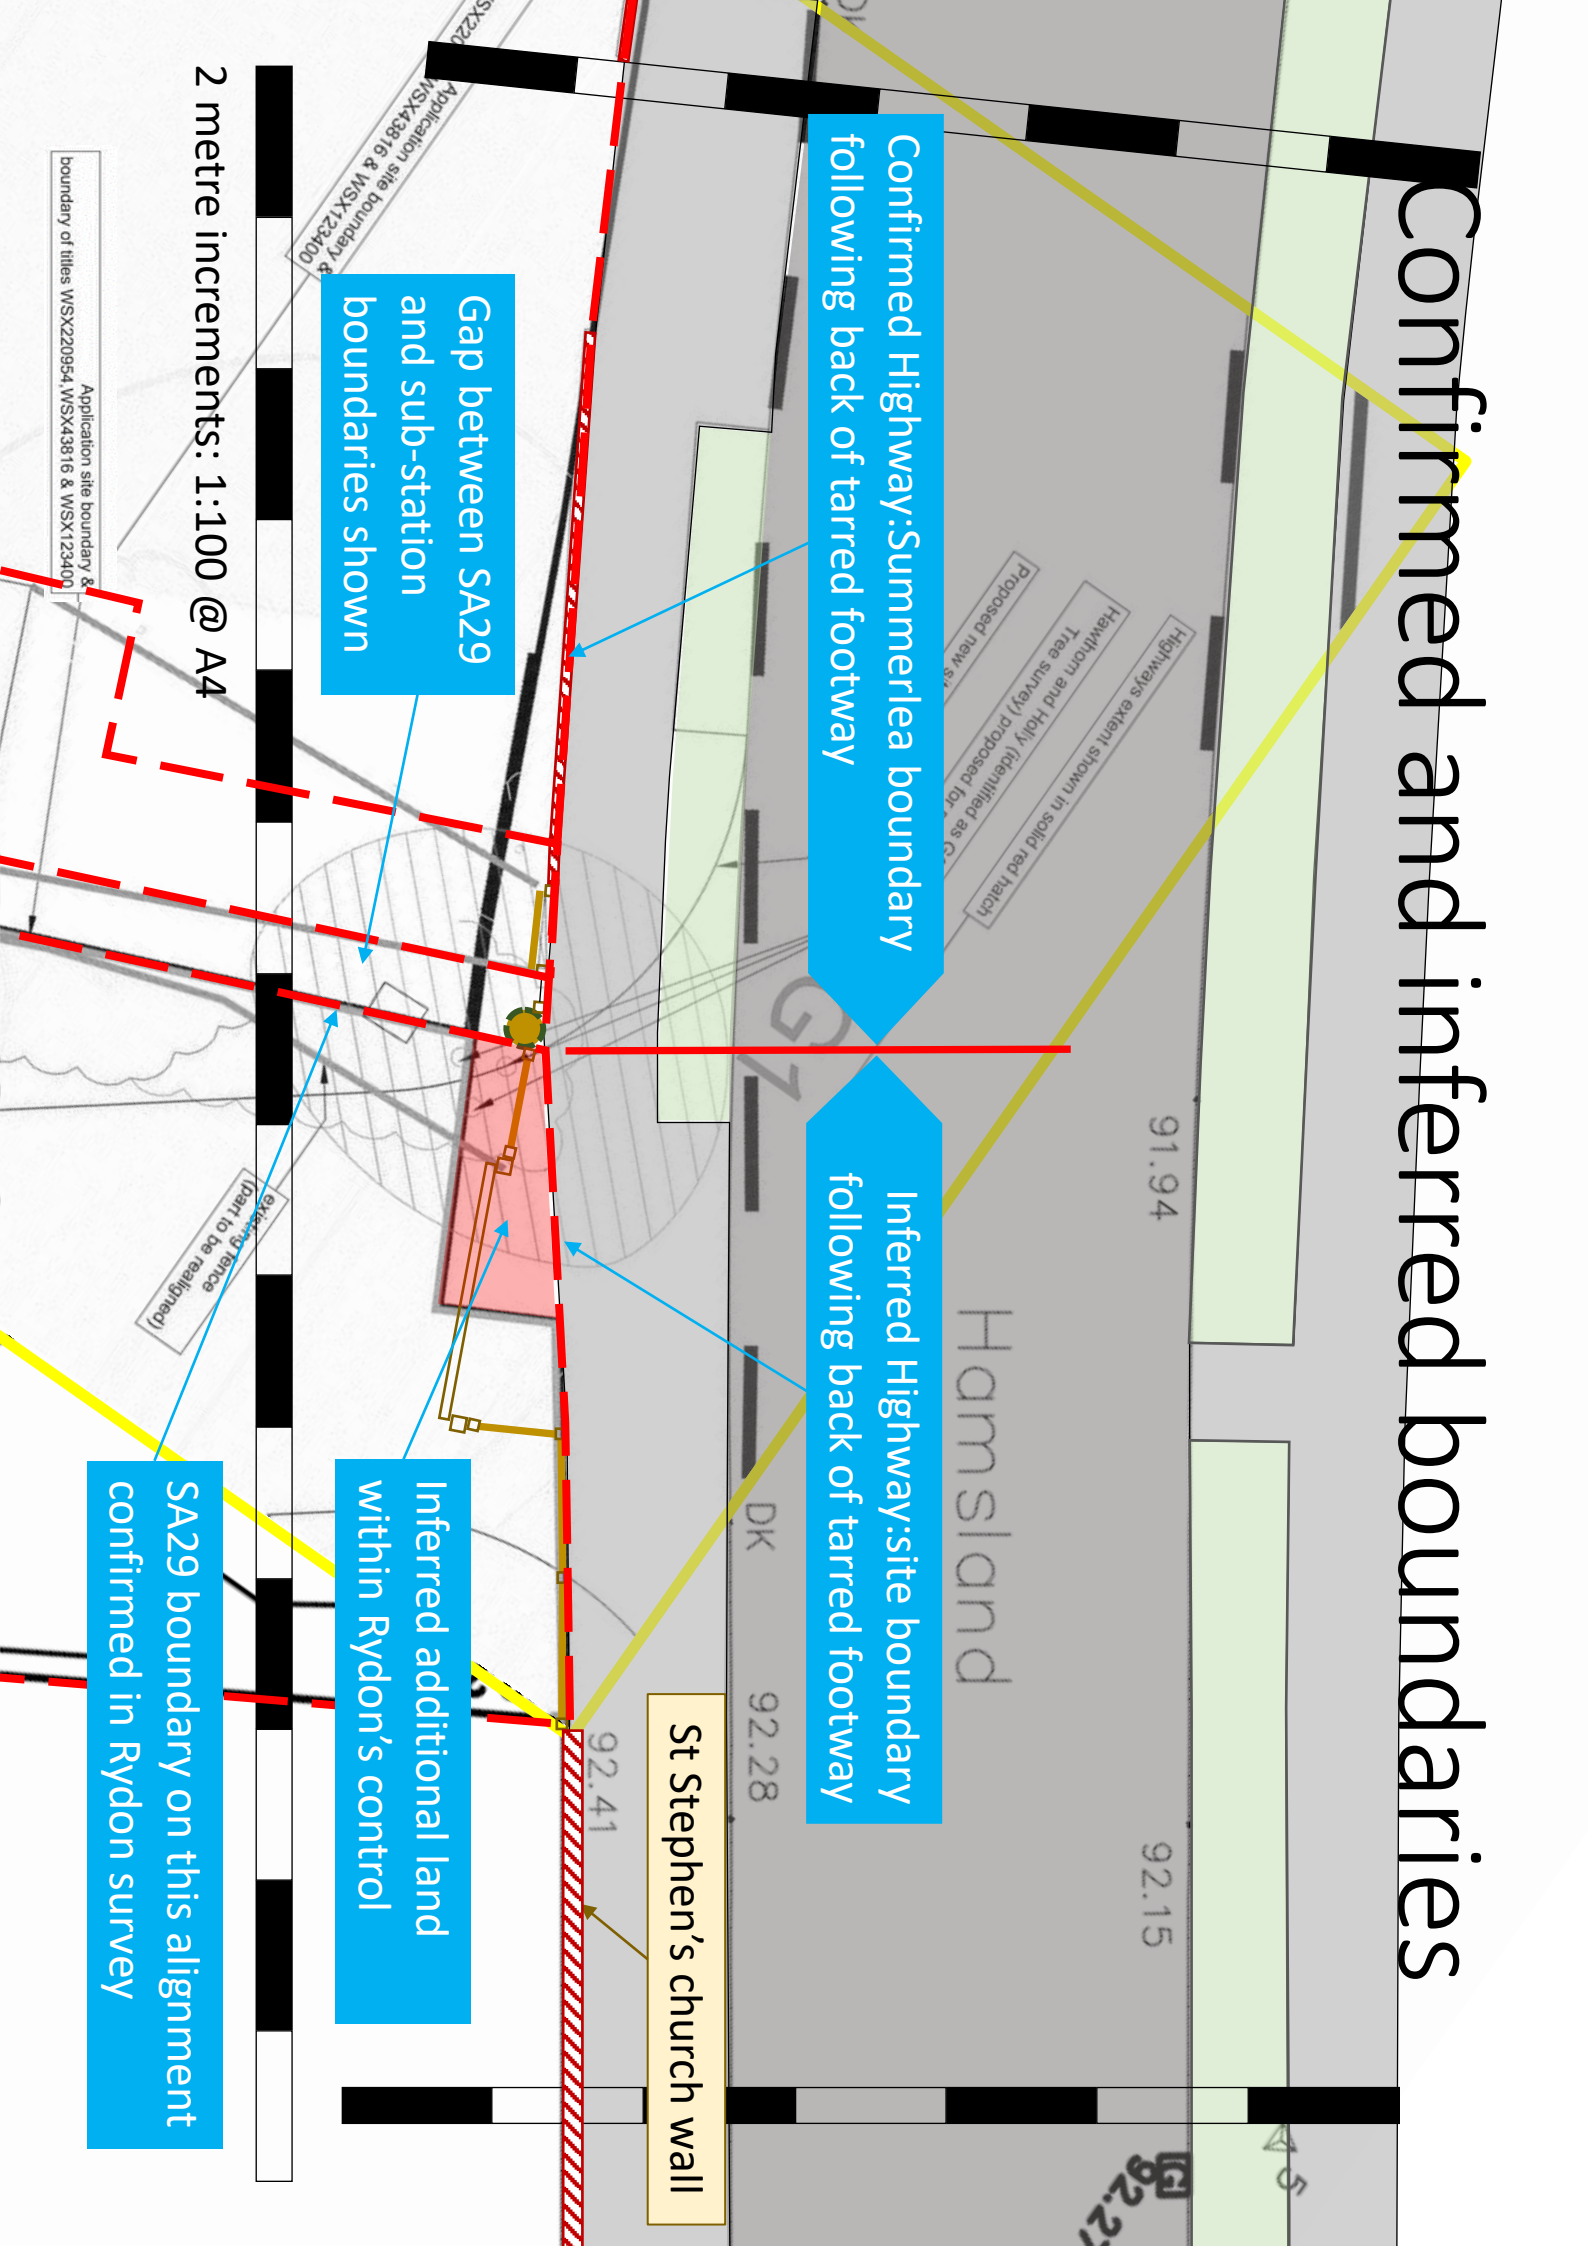 Confirmed and inferred boundaries
Confirmed Highway:Summerlea boundary
following back of tarred footway
Inferred Highway:site boundary
following back of tarred footway
Highways extent shown in solid red hatch
Hawthorn and Holly (identified as
Tree survey) proposed for
Proposed new
G1
91.94
Hamsland
DK
92.28
92.15
92.41
5
G
92.27
St Stephen's church wall
Gap between SA29
and sub-station
boundaries shown
Inferred additional land
within Rydon's control
SA29 boundary on this alignment
confirmed in Rydon survey
existing fence
(part to be realigned)
2 metre increments: 1:100 @ A4
Application site boundary &
WSX43816 & WSX123400
Application site boundary &
boundary of titles WSX220954,WSX43816 & WSX123400